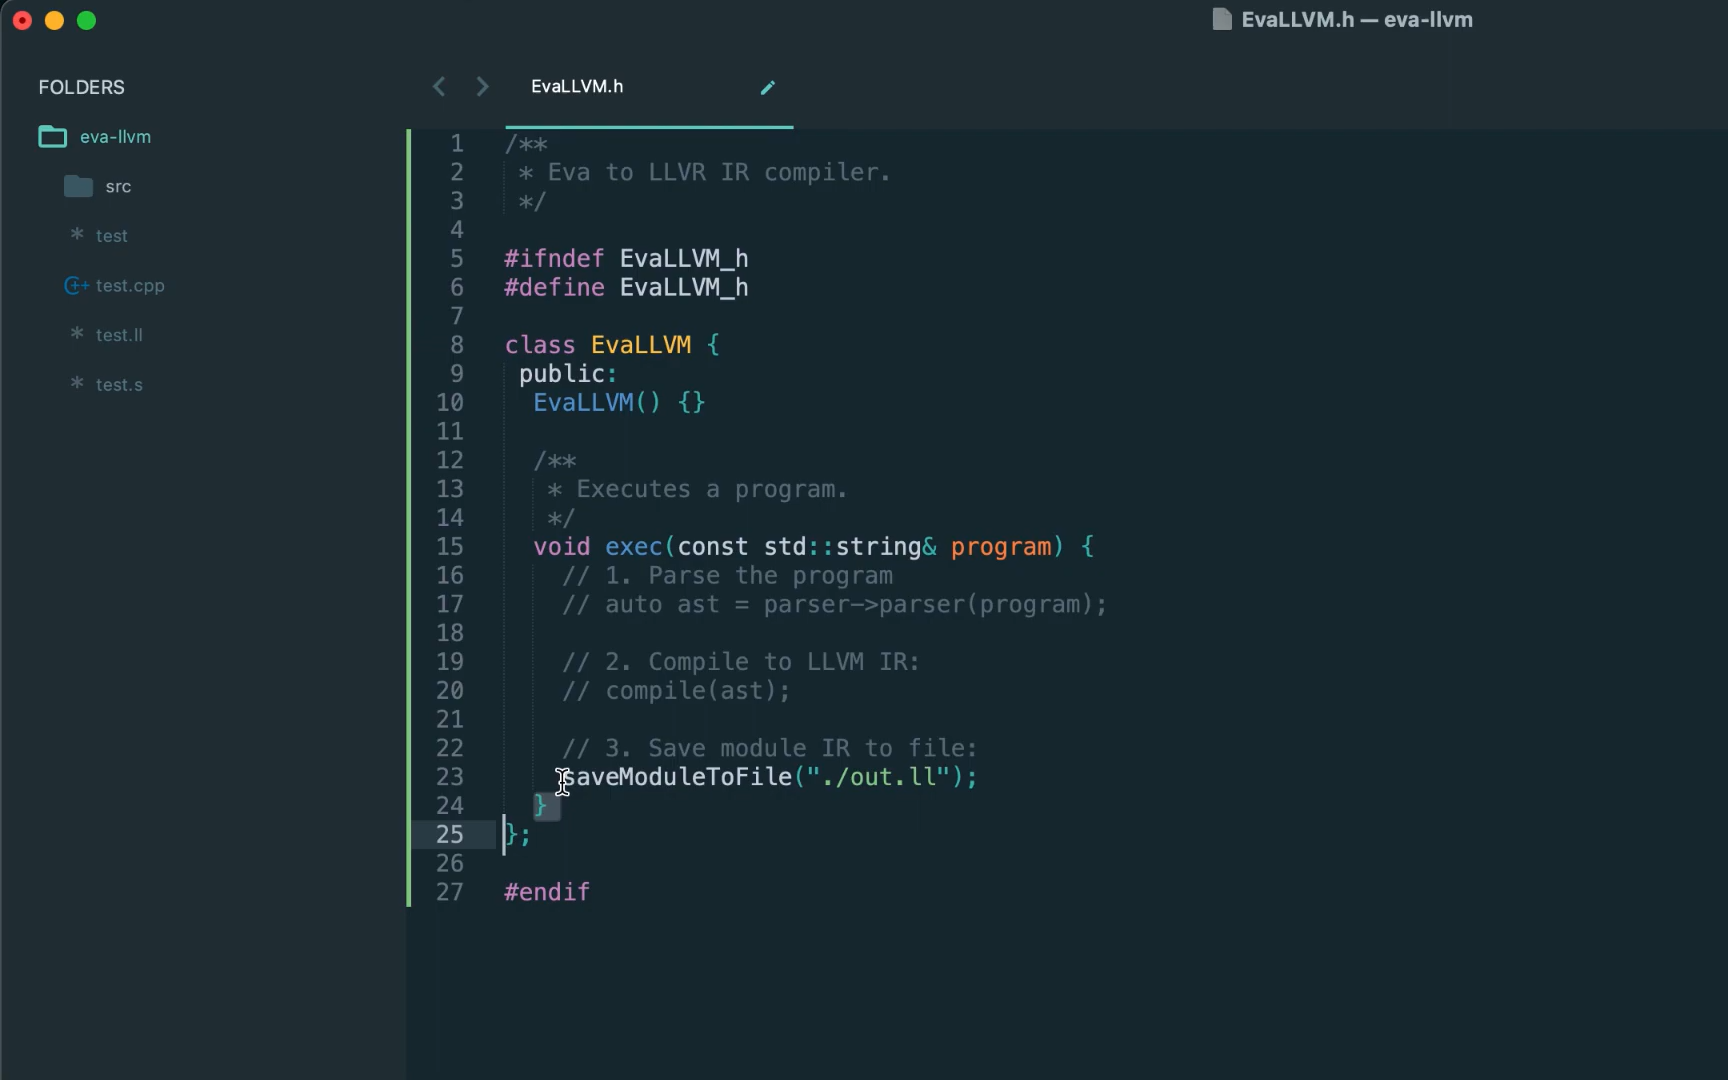 EvaLLVM.h — eva-llvm
FOLDERS
eva-llvm
src
* test
C++ test.cpp
* test.ll
* test.s
EvaLLVM.h
1 /**
2 * Eva to LLVR IR compiler.
3 */
4
5 #ifndef EvaLLVM_h
6 #define EvaLLVM_h
7
8 class EvaLLVM {
9 public:
10 EvaLLVM() {}
11
12 /**
13 * Executes a program.
14 */
15 void exec(const std::string& program) {
16 // 1. Parse the program
17 // auto ast = parser->parser(program);
18
19 // 2. Compile to LLVM IR:
20 // compile(ast);
21
22 // 3. Save module IR to file:
23 saveModuleToFile("./out.ll");
24 }
25 };
26
27 #endif